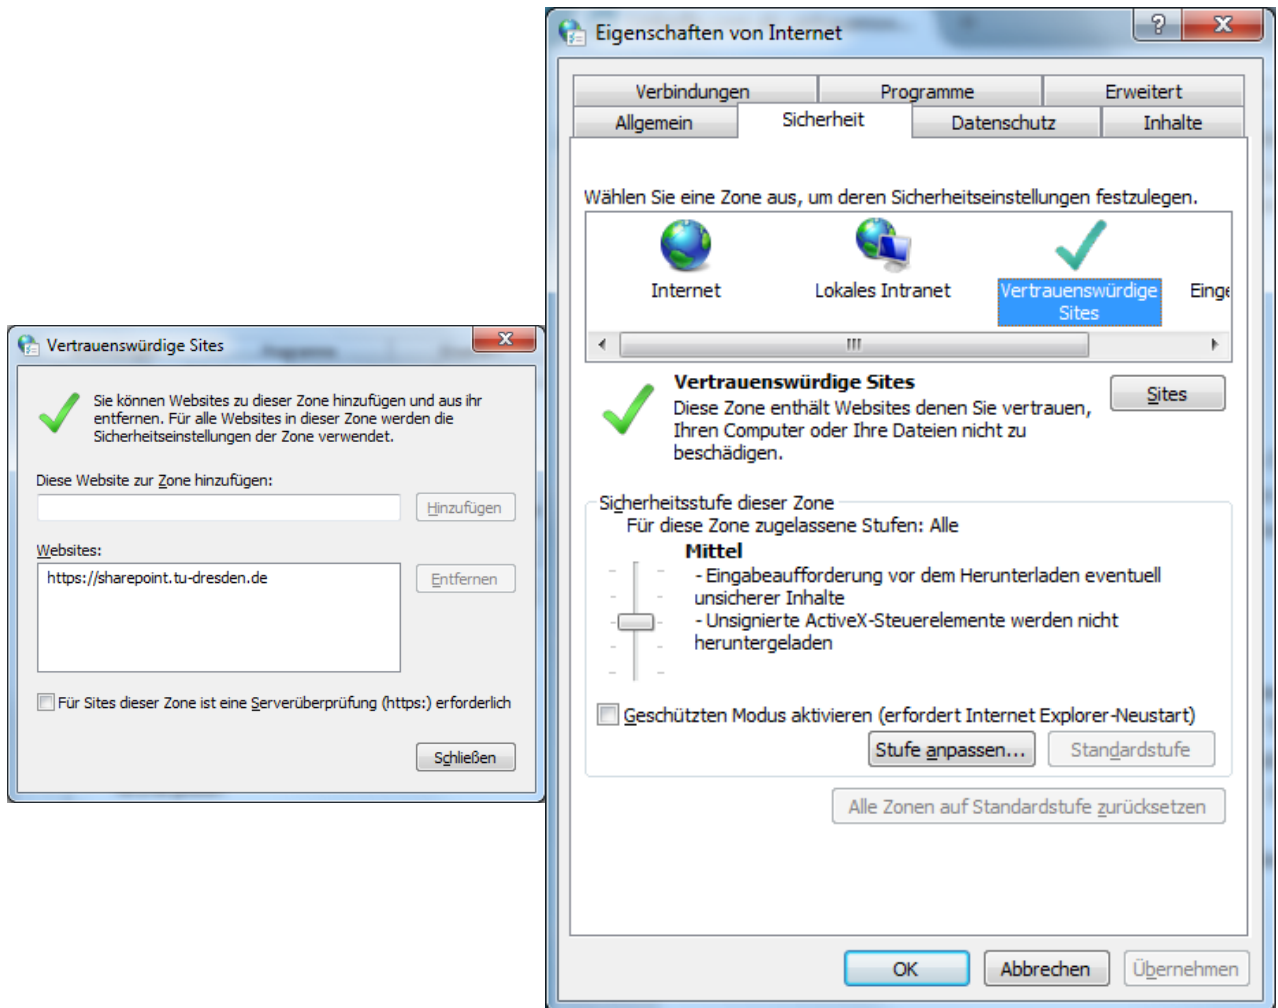 Vertrauenswürdige Sites
Sie können Websites zu dieser Zone hinzufügen und aus ihr
entfernen. Für alle Websites in dieser Zone werden die
Sicherheitseinstellungen der Zone verwendet.
Diese Website zur Zone hinzufügen:
Hinzufügen
Websites:
https://sharepoint.tu-dresden.de
Entfernen
Für Sites dieser Zone ist eine Serverüberprüfung (https:) erforderlich
Schließen
Eigenschaften von Internet
Verbindungen
Programme
Erweitert
Allgemein
Sicherheit
Datenschutz
Inhalte
Wählen Sie eine Zone aus, um deren Sicherheitseinstellungen festzulegen.
Internet
Lokales Intranet
Vertrauenswürdige
Sites
Einge
Vertrauenswürdige Sites
Sites
Diese Zone enthält Websites denen Sie vertrauen,
Ihren Computer oder Ihre Dateien nicht zu
beschädigen.
Sicherheitsstufe dieser Zone
Für diese Zone zugelassene Stufen: Alle
Mittel
- Eingabeaufforderung vor dem Herunterladen eventuell
unsicherer Inhalte
- Unsignierte ActiveX-Steuerelemente werden nicht
heruntergeladen
Geschützten Modus aktivieren (erfordert Internet Explorer-Neustart)
Stufe anpassen...
Standardstufe
Alle Zonen auf Standardstufe zurücksetzen
OK
Abbrechen
Übernehmen